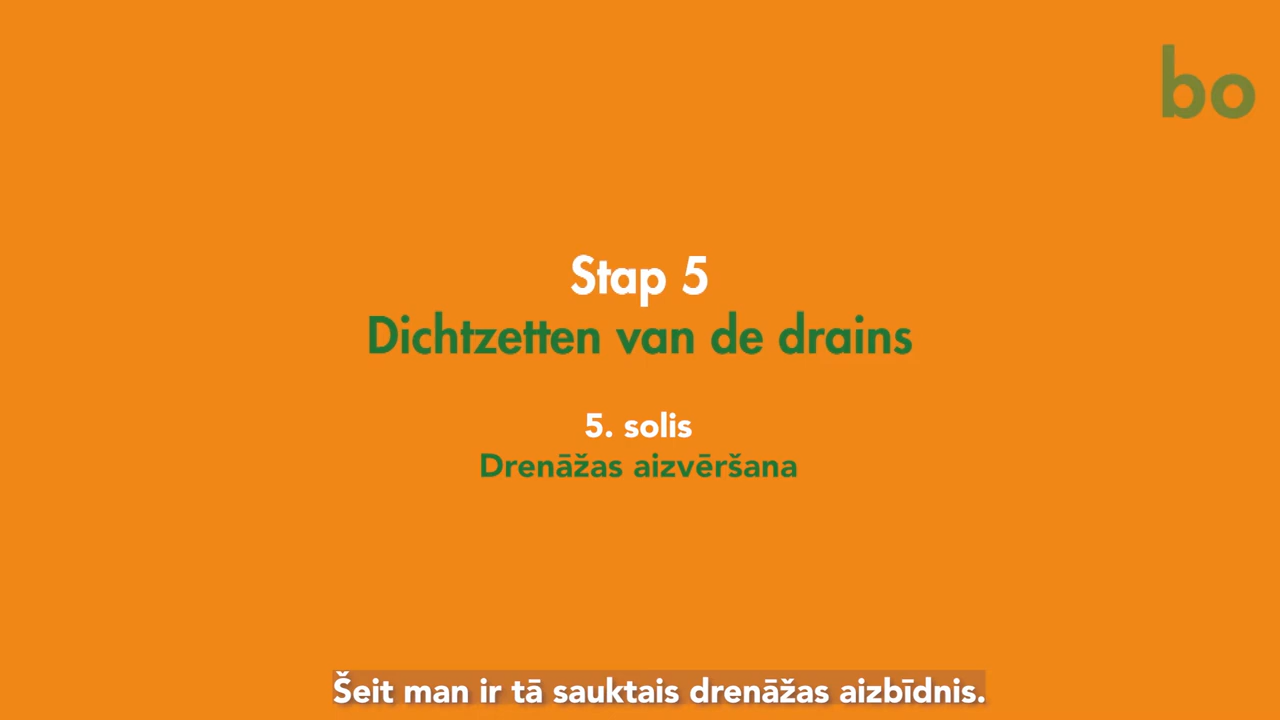 bo
Stap 5
Dichtzetten van de drains
5. solis
Drenāžas aizvēršana
Šeit man ir tā sauktais drenāžas aizbīdnis.